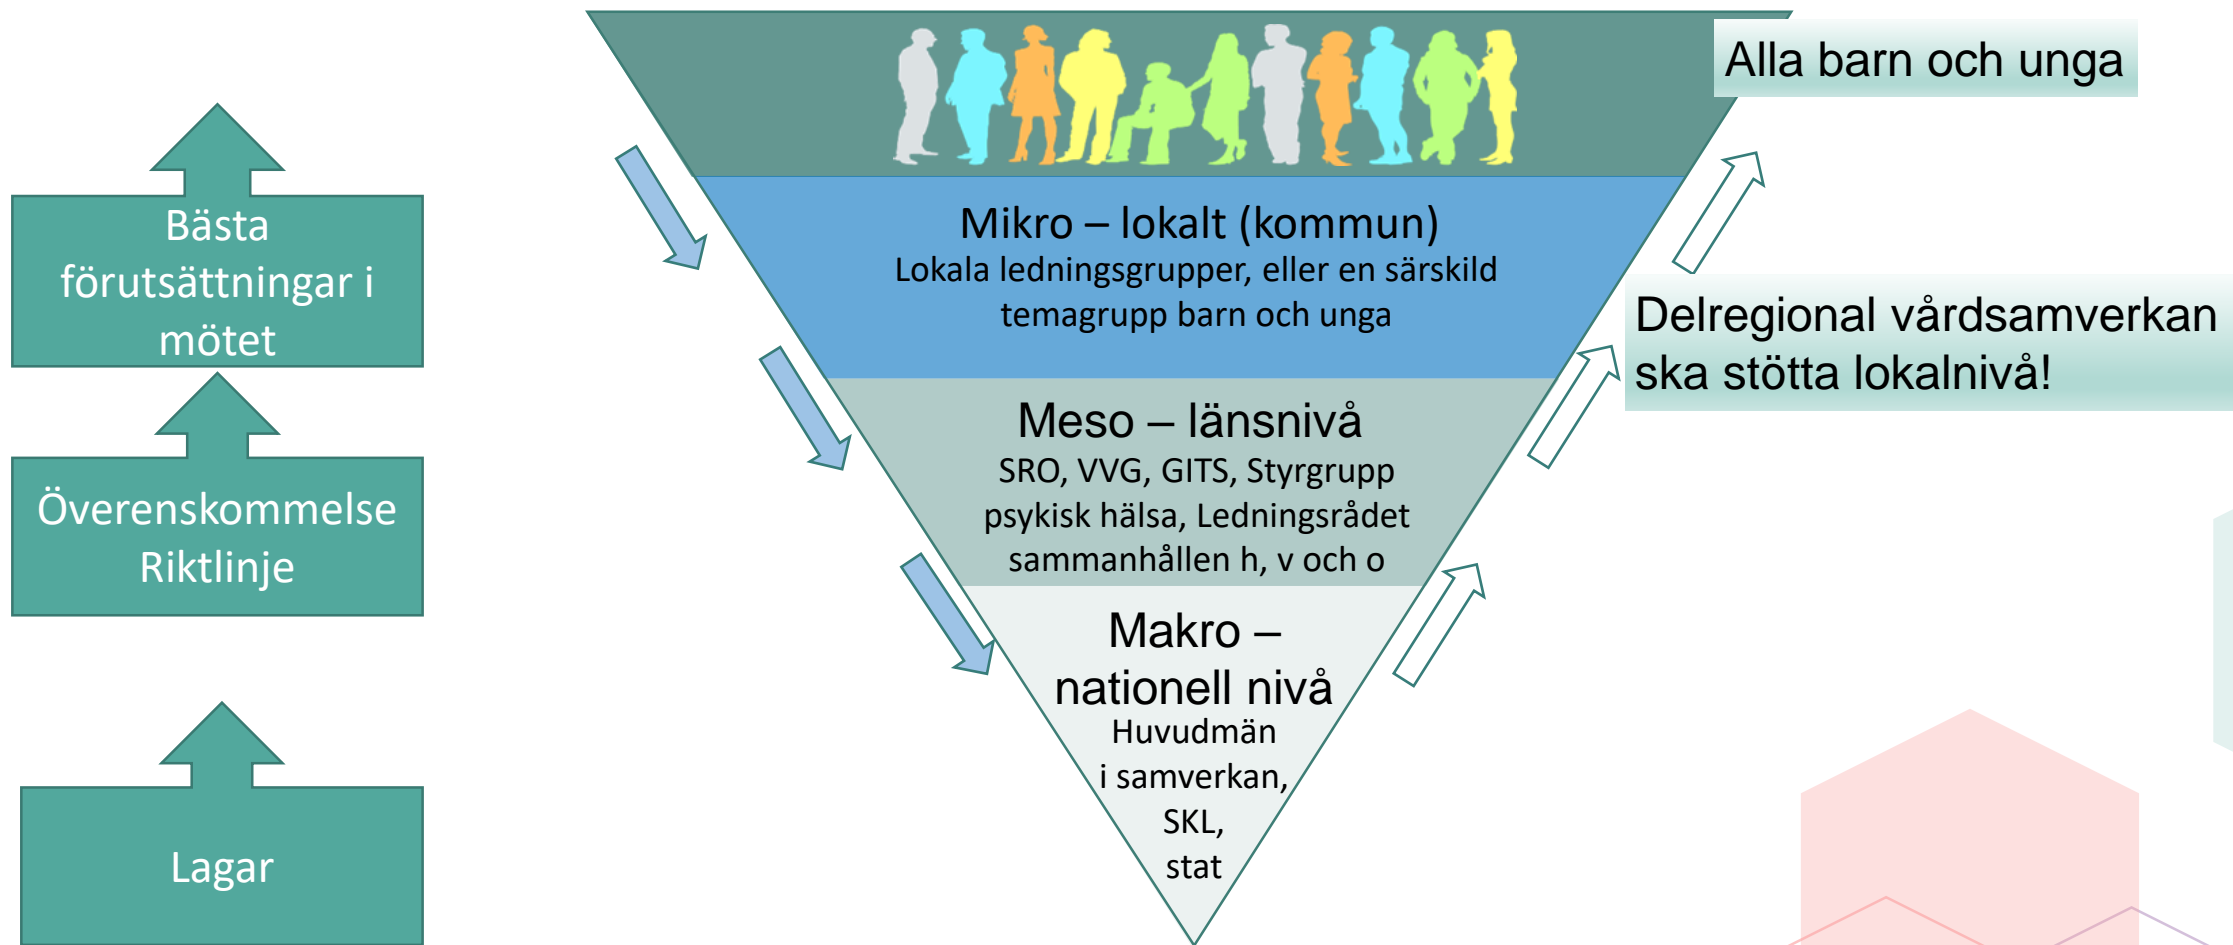 Alla barn och unga
Bästa
förutsättningar i
mötet
Mikro – lokalt (kommun)
Lokala ledningsgrupper, eller en särskild
temagrupp barn och unga
Delregional vårdsamverkan
ska stötta lokalnivå!
Överenskommelse
Riktlinje
Meso – länsnivå
SRO, VVG, GITS, Styrgrupp
psykisk hälsa, Ledningsrådet
sammanhållen h, v och o
Lagar
Makro –
nationell nivå
Huvudmän
i samverkan,
SKL,
stat